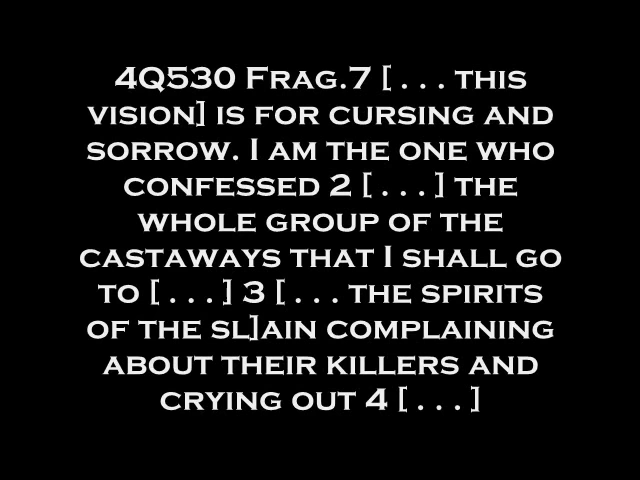 4Q530 Frag.7 [ . . . this
vision] is for cursing and
sorrow. I am the one who
confessed 2 [ . . . ] the
whole group of the
castaways that I shall go
to [ . . . ] 3 [ . . . the spirits
of the sl]ain complaining
about their killers and
crying out 4 [ . . . ]